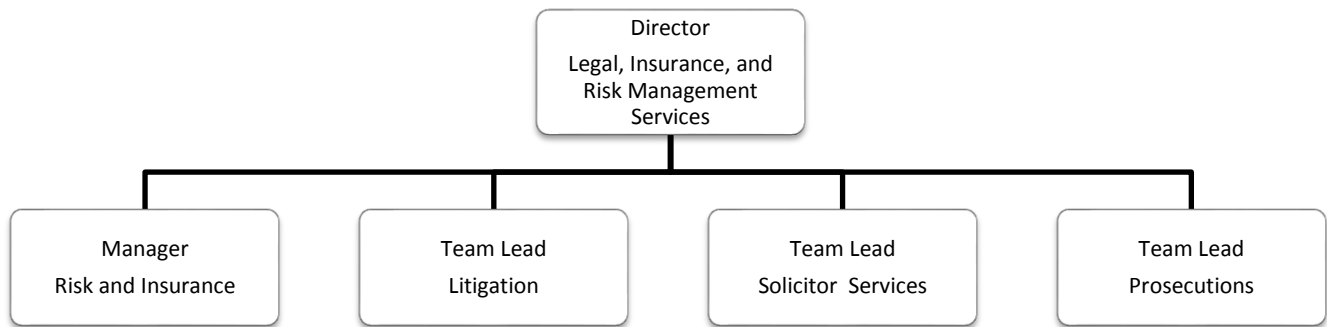 Director
Legal, Insurance, and
Risk Management
Services
Manager
Risk and Insurance
Team Lead
Litigation
Team Lead
Solicitor  Services
Team Lead
Prosecutions